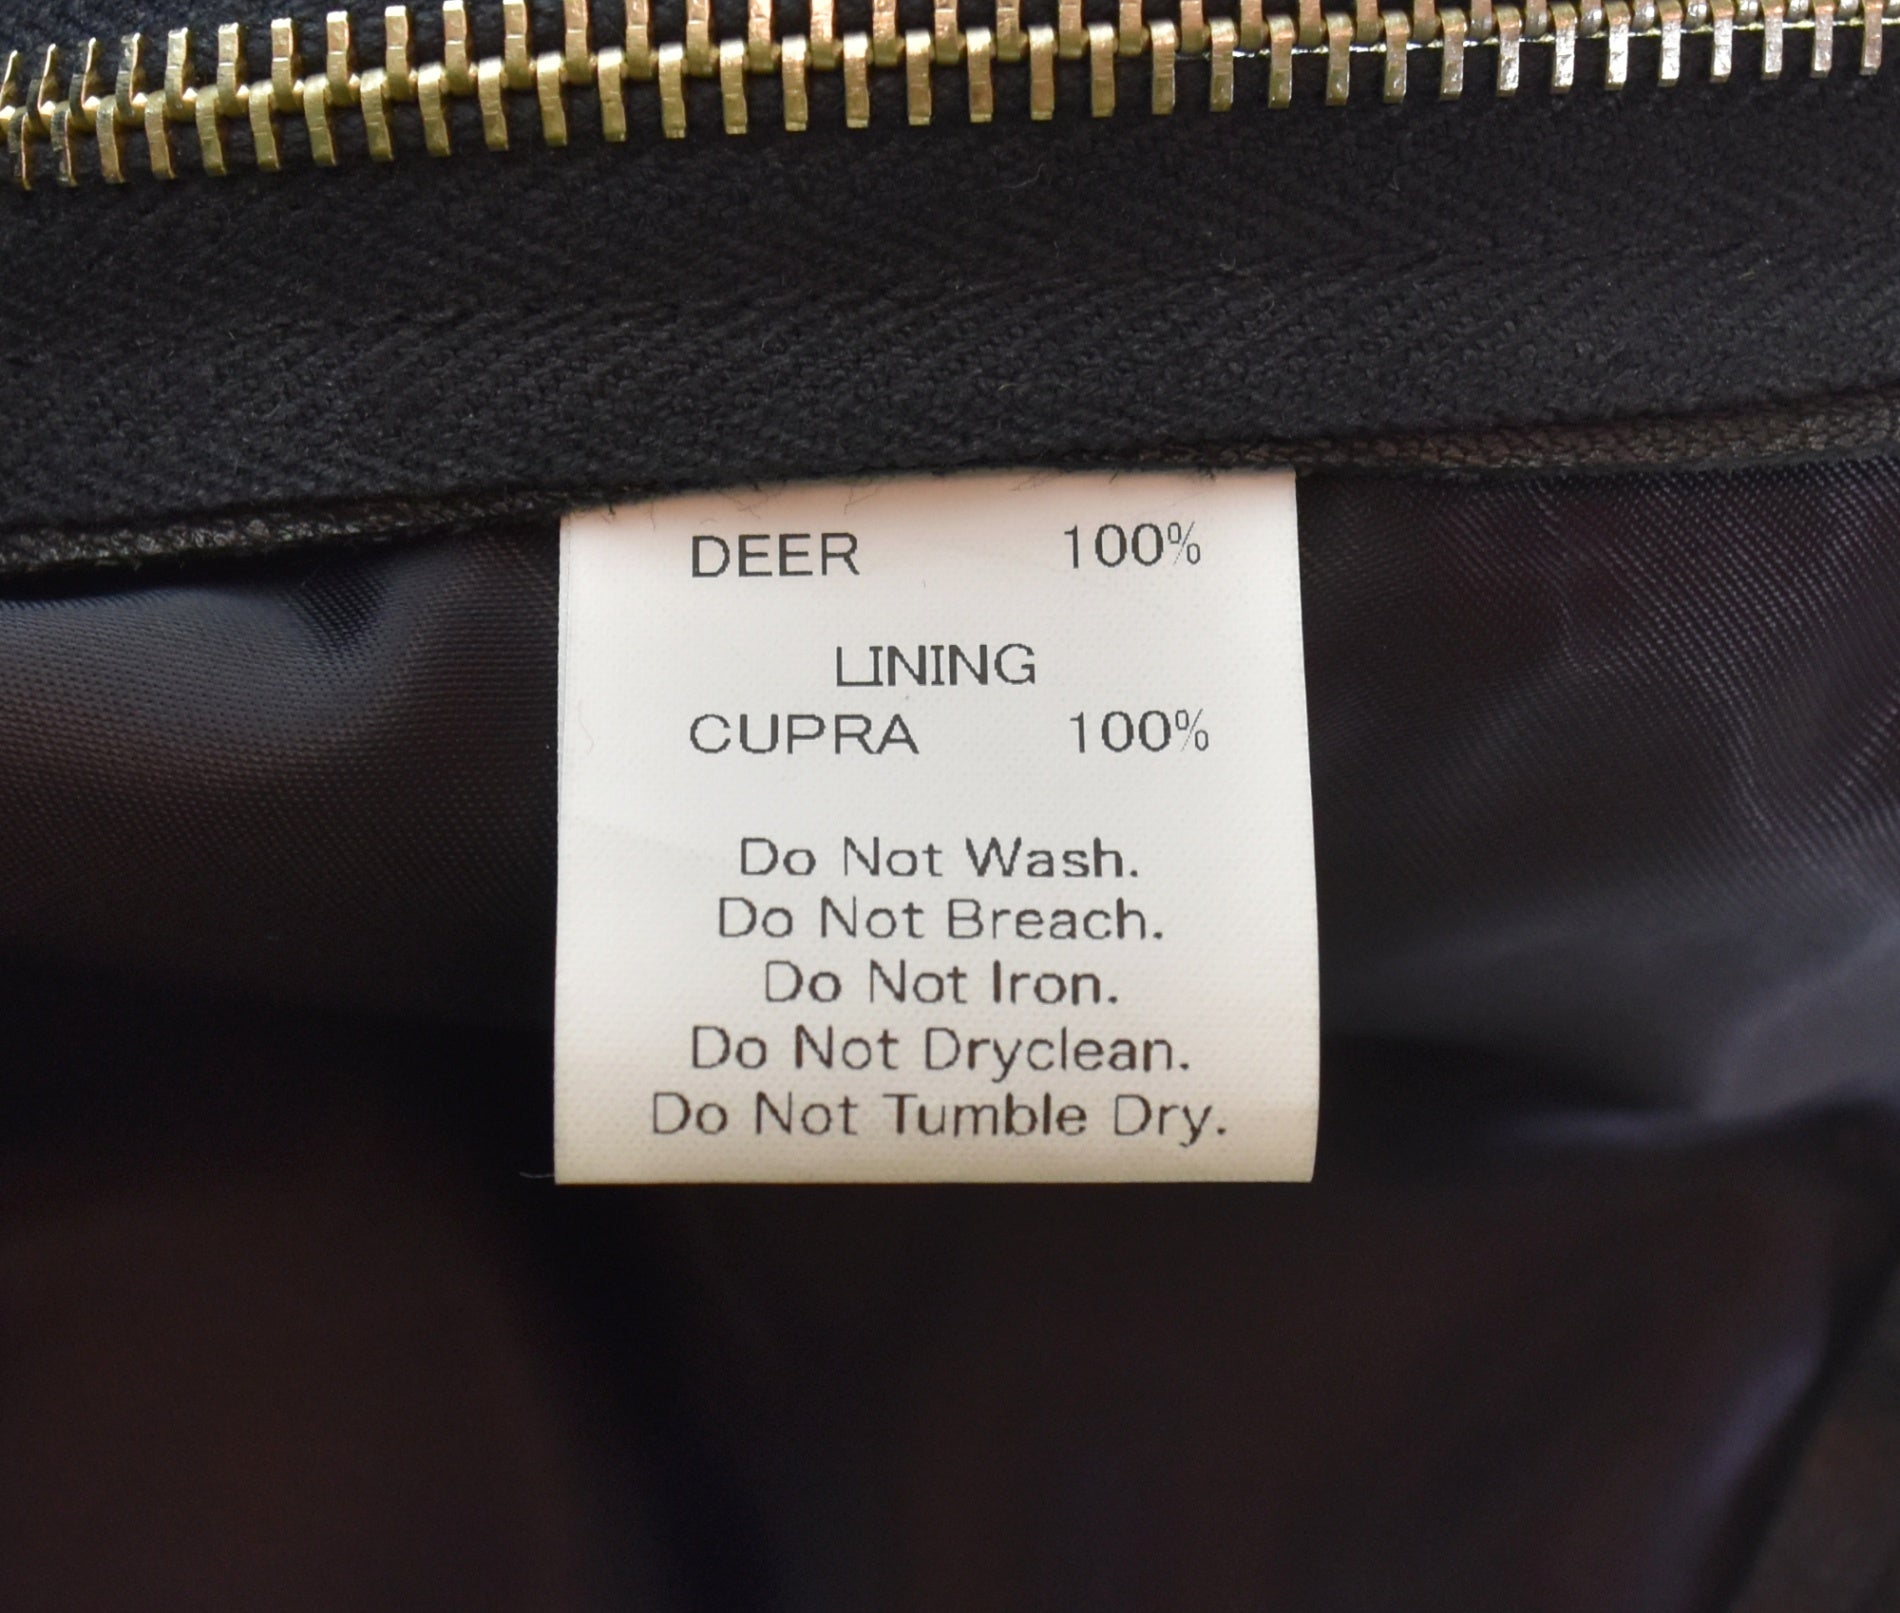 DEER 100%
LINING
CUPRA 100%
Do Not Wash.
Do Not Breach.
Do Not Iron.
Do Not Dryclean.
Do Not Tumble Dry.